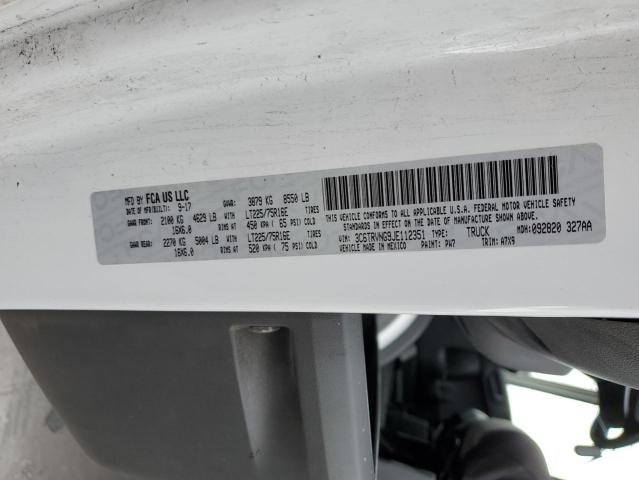 MFD BY FCA US LLC
DATE OF MFR(BUILT): 9-17 GVWR: 3879 KG 8550 LB
GAWR FRONT: 2100 KG 4629 LB WITH LT225/75R16E TIRES
16X6.0 RIMS AT 450 KPA ( 65 PSI) COLD
GAWR REAR: 2270 KG 5004 LB WITH LT225/75R16E TIRES
16X6.0 RIMS AT 520 KPA ( 75 PSI) COLD
THIS VEHICLE CONFORMS TO ALL APPLICABLE U.S.A. FEDERAL MOTOR VEHICLE SAFETY
STANDARDS IN EFFECT ON THE DATE OF MANUFACTURE SHOWN ABOVE.
VIN: 3C6TRVNG9JE112351 TYPE: TRUCK MDH: 092820 327AA
VEHICLE MADE IN MEXICO PAINT: PW7 TRIM: A7X9